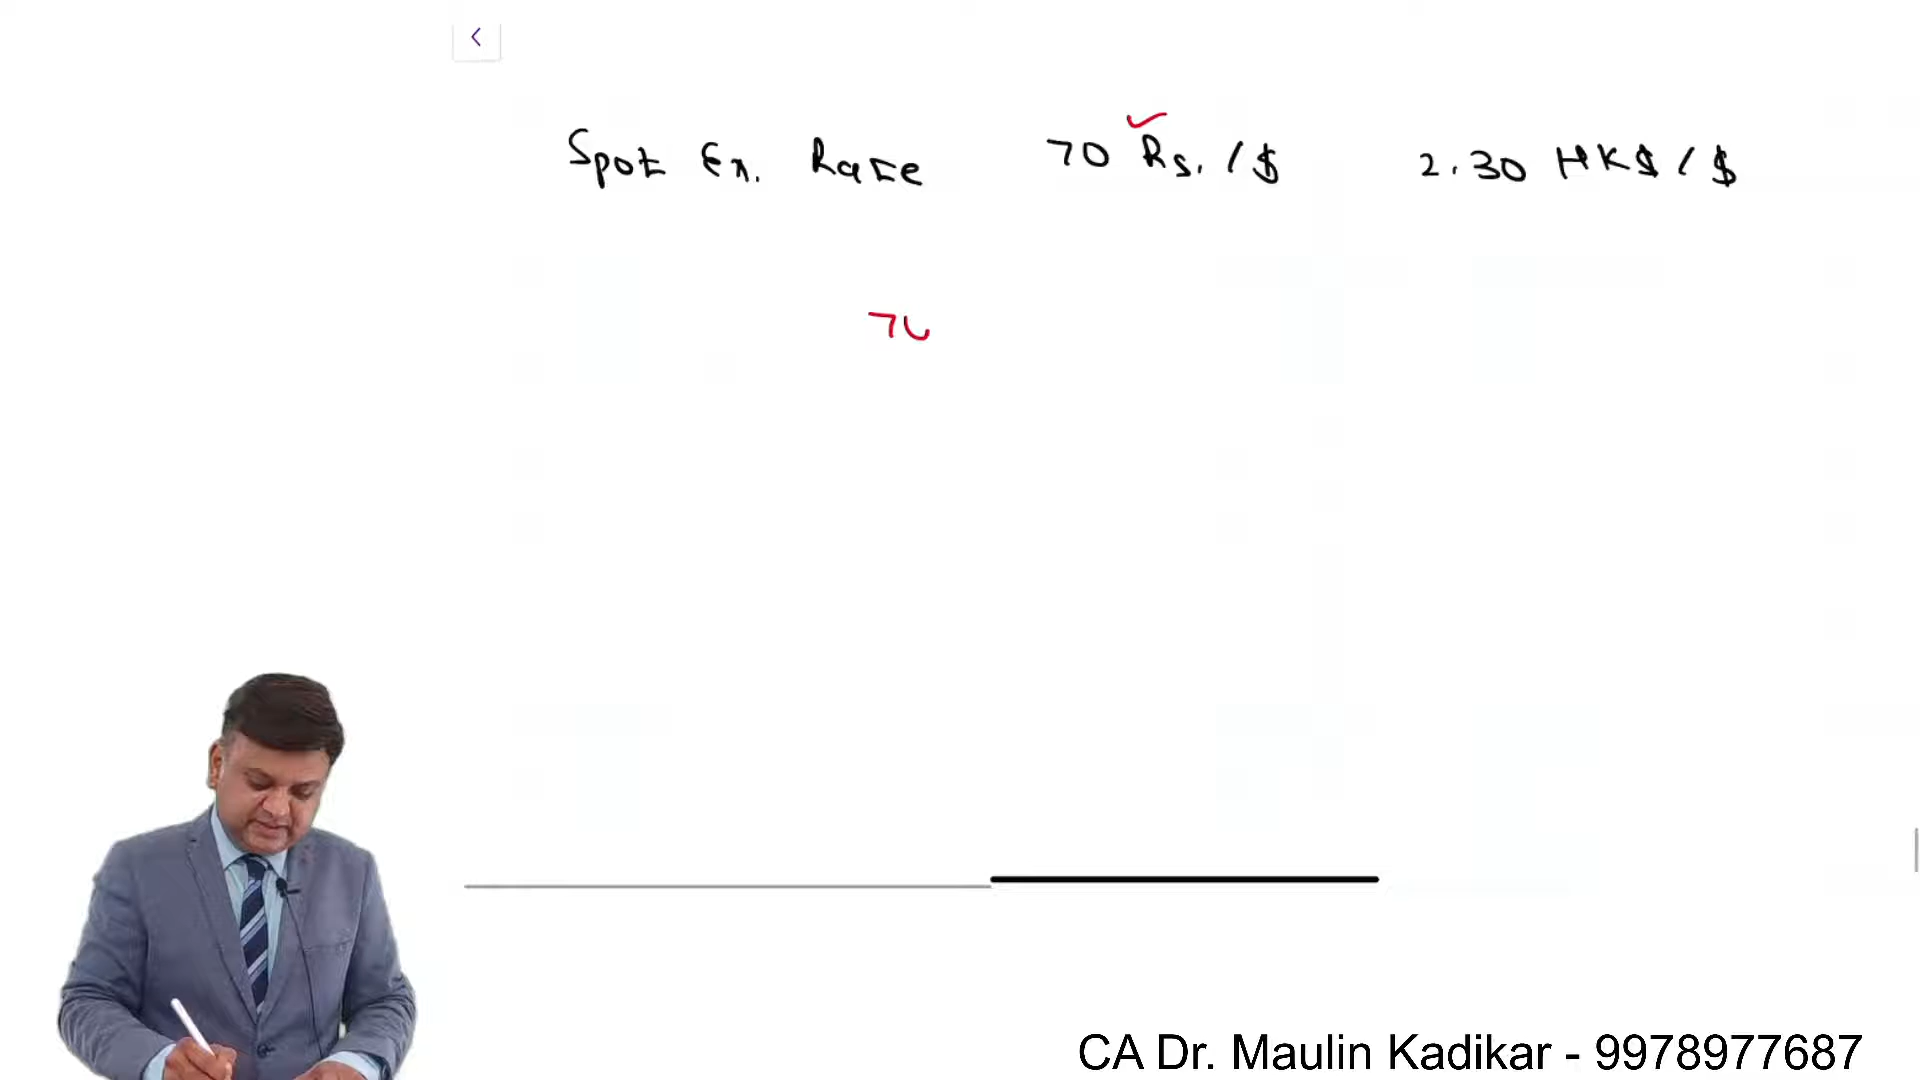 Spot Ex. Rate 70 Rs. / $ 2.30 HK$ / $
70
CA Dr. Maulin Kadikar - 9978977687